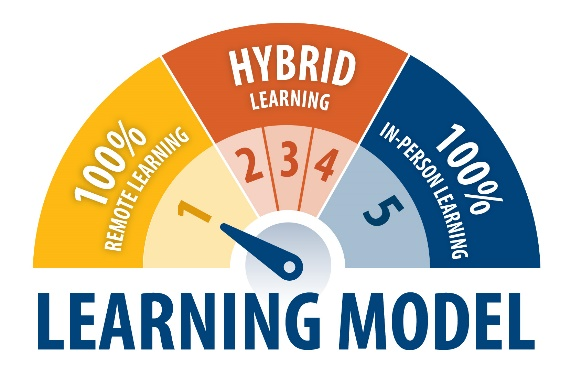 100%
REMOTE LEARNING
HYBRID
LEARNING
100%
IN-PERSON LEARNING
1
2
3
4
5
LEARNING MODEL